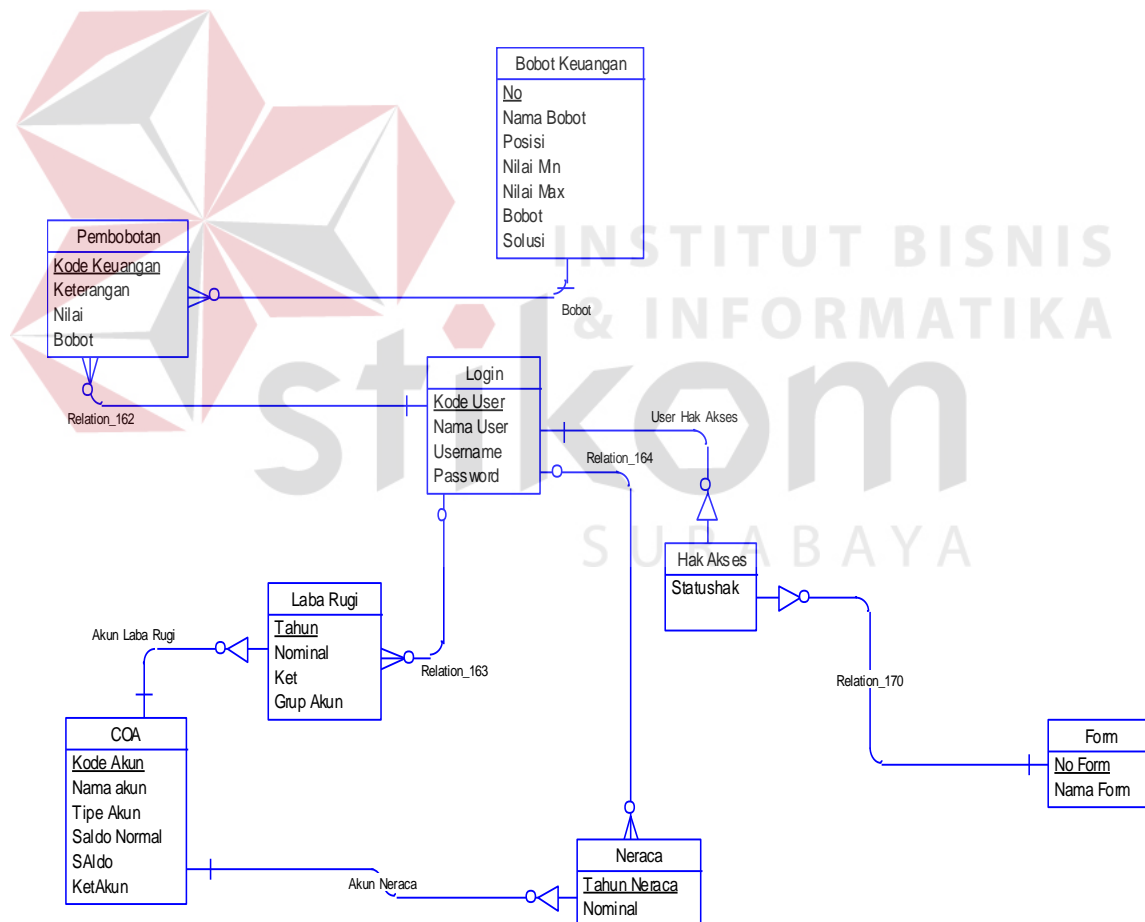 Bobot Keuangan
No
Nama Bobot
Posisi
Nilai Min
Nilai Max
Bobot
Solusi
Pembobotan
Kode Keuangan
Keterangan
Nilai
Bobot
Bobot
INSTITUT BISNIS
& INFORMATIKA
stikom
SURABAYA
Login
Kode User
Nama User
Username
Password
Relation_162
User Hak Akses
Relation_164
Hak Akses
Statushak
Laba Rugi
Tahun
Nominal
Ket
Grup Akun
Akun Laba Rugi
Relation_163
Relation_170
COA
Kode Akun
Nama akun
Tipe Akun
Saldo Normal
SAldo
KetAkun
Form
No Form
Nama Form
Akun Neraca
Neraca
Tahun Neraca
Nominal